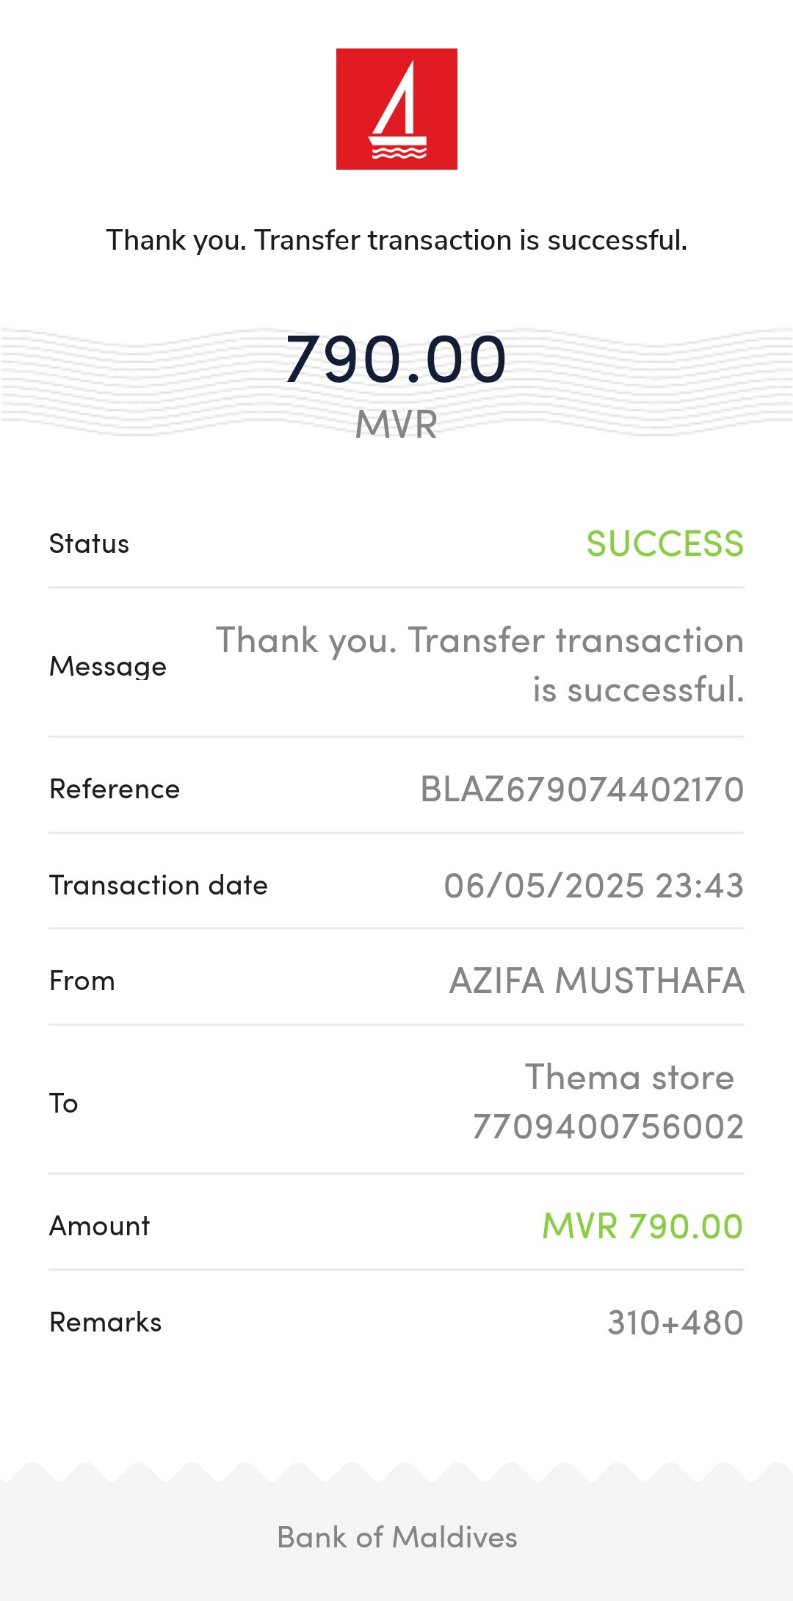 Thank you. Transfer transaction is successful.
790.00
MVR
Status SUCCESS
Message Thank you. Transfer transaction
is successful.
Reference BLAZ679074402170
Transaction date 06/05/2025 23:43
From AZIFA MUSTHAFA
To Thema store
7709400756002
Amount MVR 790.00
Remarks 310+480
Bank of Maldives